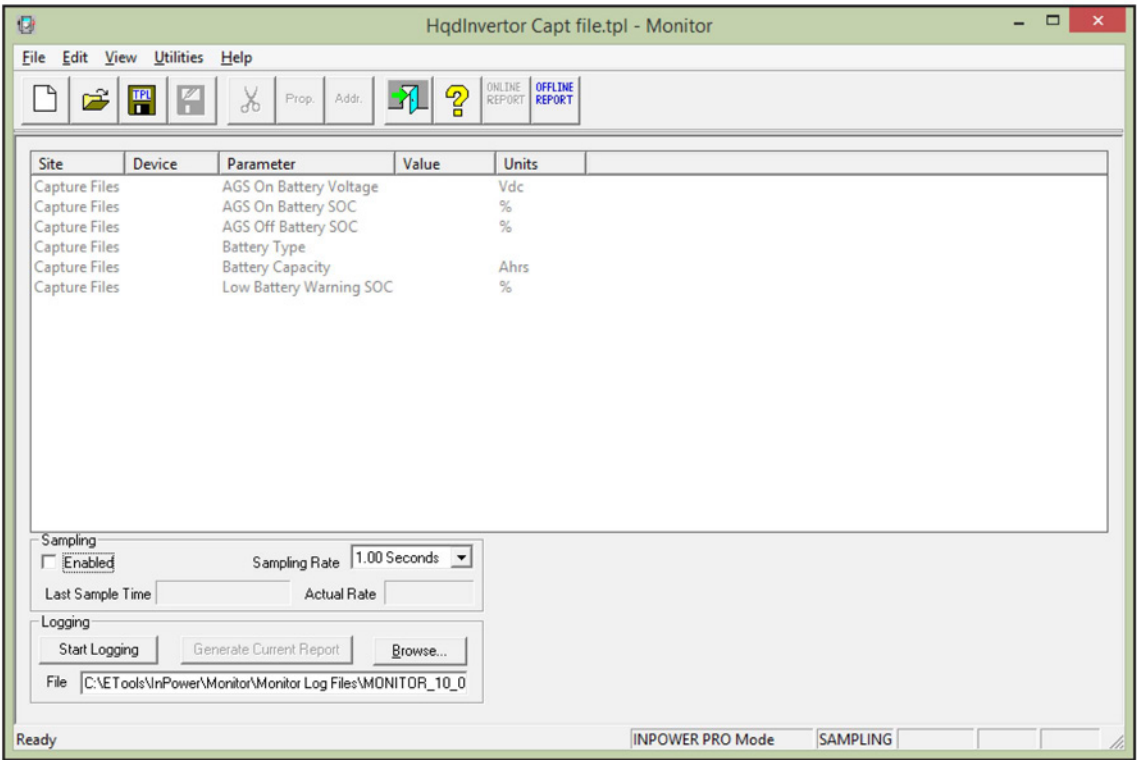 HqdInvertor Capt file.tpl - Monitor
File Edit View Utilities Help
TPL Prop. Addr. ONLINE REPORT OFFLINE REPORT
Site Device Parameter Value Units
Capture Files AGS On Battery Voltage Vdc
Capture Files AGS On Battery SOC %
Capture Files AGS Off Battery SOC %
Capture Files Battery Type
Capture Files Battery Capacity Ahrs
Capture Files Low Battery Warning SOC %
Sampling
Enabled Sampling Rate 1.00 Seconds
Last Sample Time Actual Rate
Logging
Start Logging Generate Current Report Browse...
File C:\ETools\InPower\Monitor\Monitor Log Files\MONITOR_10_0
Ready INPOWER PRO Mode SAMPLING